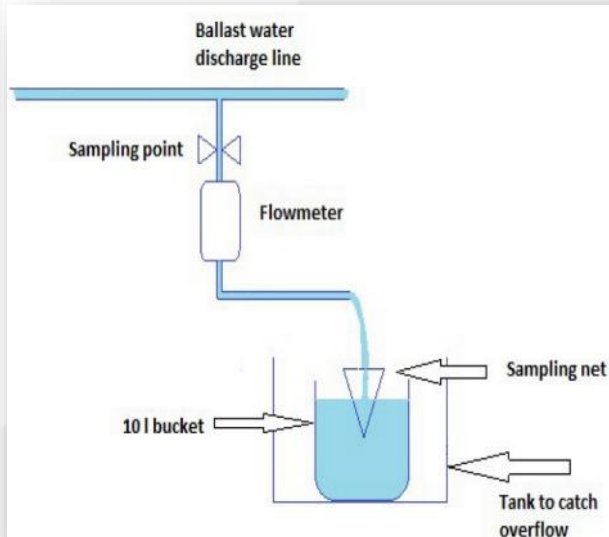 Ballast water
discharge line
Sampling point
Flowmeter
Sampling net
10 l bucket
Tank to catch
overflow